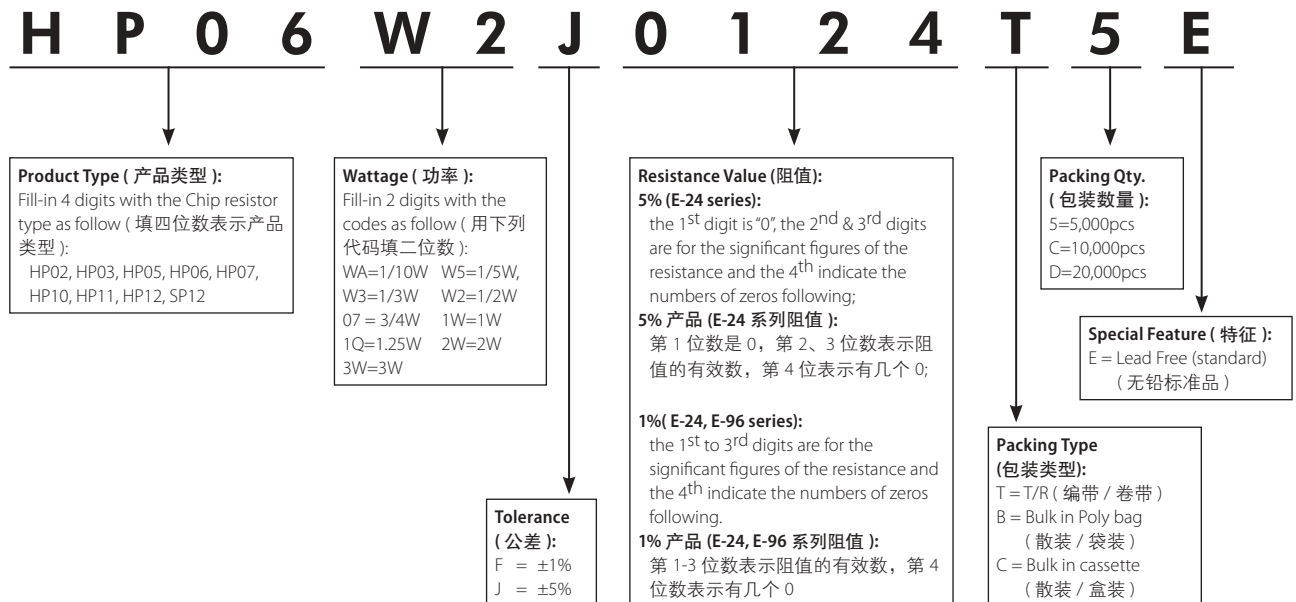 H P 0 6 W 2 J 0 1 2 4 T 5 E
Product Type ( 产品类型 ):
Fill-in 4 digits with the Chip resistor
type as follow ( 填四位数表示产品
类型 ):
HP02, HP03, HP05, HP06, HP07,
HP10, HP11, HP12, SP12
Wattage ( 功率 ):
Fill-in 2 digits with the
codes as follow ( 用下列
代码填二位数 ):
WA=1/10W W5=1/5W,
W3=1/3W W2=1/2W
07 = 3/4W 1W=1W
1Q=1.25W 2W=2W
3W=3W
Tolerance
( 公差 ):
F = ±1%
J = ±5%
Resistance Value (阻值):
5% (E-24 series):
the 1st digit is “0”, the 2nd & 3rd digits
are for the significant figures of the
resistance and the 4th indicate the
numbers of zeros following;
5% 产品 (E-24 系列阻值 ):
第 1 位数是 0，第 2、3 位数表示阻
值的有效数，第 4 位表示有几个 0;
1%( E-24, E-96 series):
the 1st to 3rd digits are for the
significant figures of the resistance and
the 4th indicate the numbers of zeros
following.
1% 产品 (E-24, E-96 系列阻值 ):
第 1-3 位数表示阻值的有效数，第 4
位数表示有几个 0
Packing Type
(包装类型):
T = T/R ( 编带 / 卷带 )
B = Bulk in Poly bag
( 散装 / 袋装 )
C = Bulk in cassette
( 散装 / 盒装 )
Packing Qty.
( 包装数量 ):
5=5,000pcs
C=10,000pcs
D=20,000pcs
Special Feature ( 特征 ):
E = Lead Free (standard)
( 无铅标准品 )